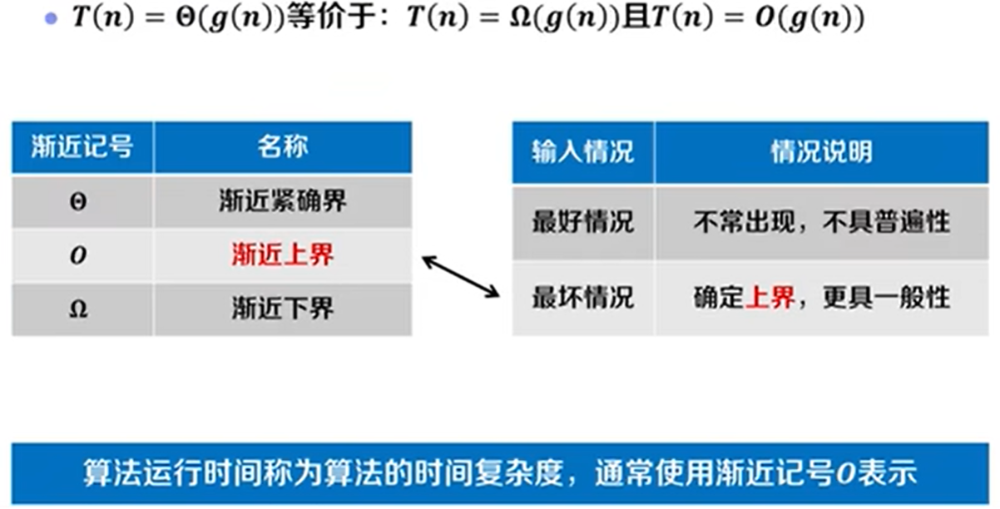 • T(n) = Θ(g(n))等价于：T(n) = Ω(g(n))且T(n) = O(g(n))
渐近记号 名称
Θ 渐近紧确界
O 渐近上界
Ω 渐近下界
输入情况 情况说明
最好情况 不常出现，不具普遍性
最坏情况 确定上界，更具一般性
算法运行时间称为算法的时间复杂度，通常使用渐近记号O表示